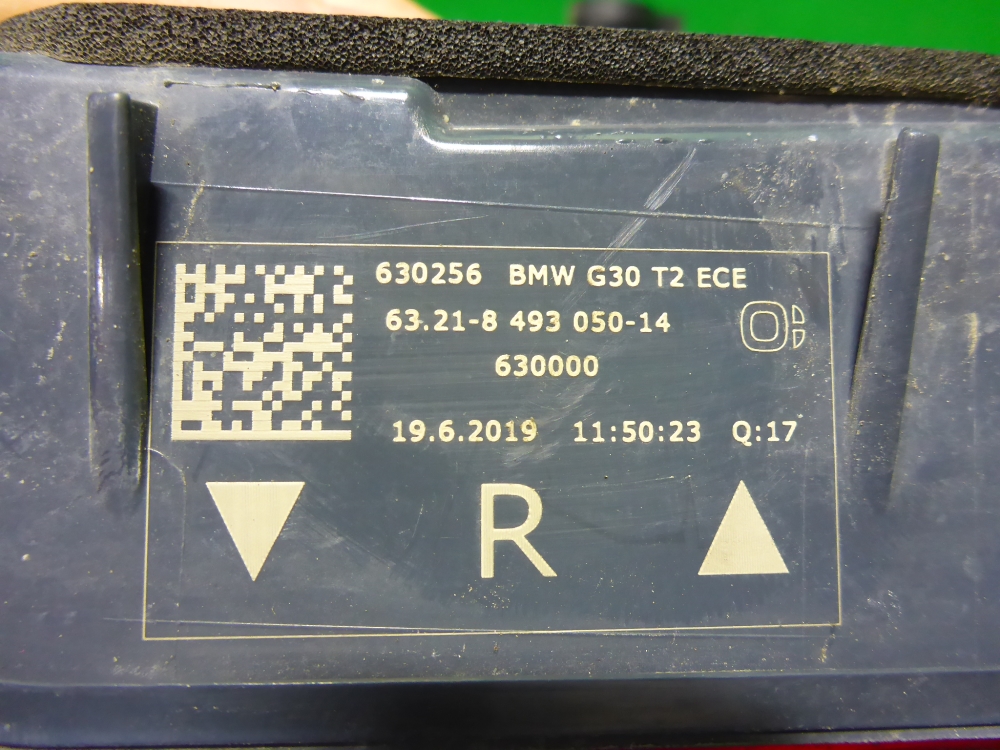 630256 BMW G30 T2 ECE
63.21-8 493 050-14
630000
19.6.2019 11:50:23 Q:17
R